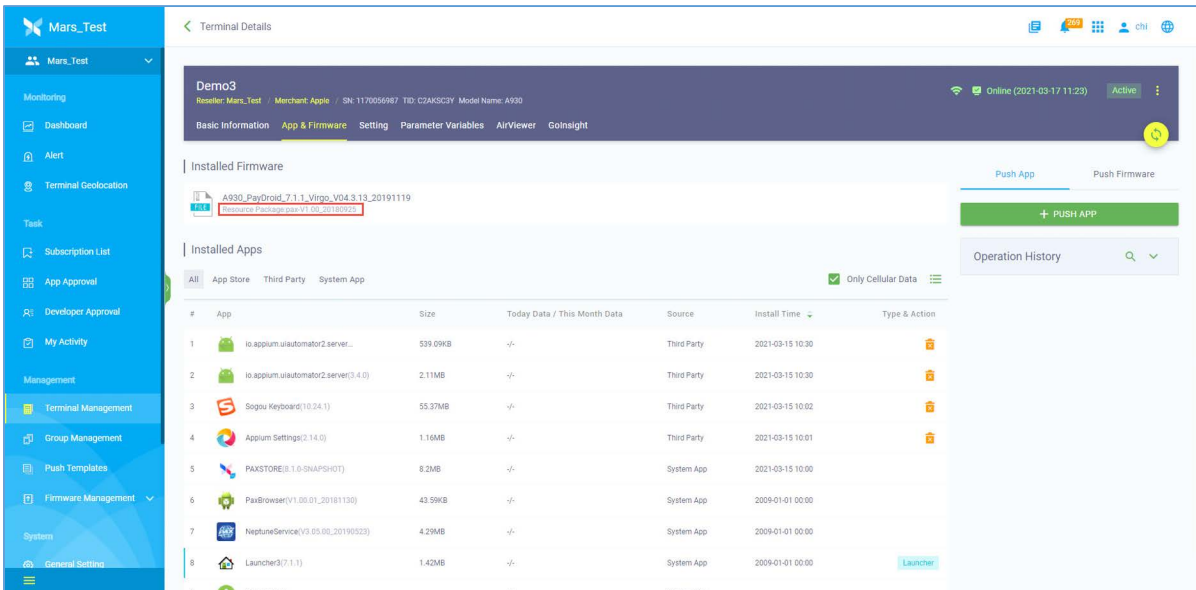 Mars_Test
Terminal Details
269
chi
Mars_Test
Monitoring
Dashboard
Alert
Terminal Geolocation
Task
Subscription List
App Approval
Developer Approval
My Activity
Management
Terminal Management
Group Management
Push Templates
Firmware Management
System
General Setting
Demo3
Reseller: Mars_Test / Merchant: Apple / SN: 1170056987 TID: C2AKSC3Y Model Name: A930
Online (2021-03-17 11:23) Active
Basic Information App & Firmware Setting Parameter Variables AirViewer GoInsight
Installed Firmware
FILE
A930_PayDroid_7.1.1_Virgo_V04.3.13_20191119
Resource Package:pax-V1.00_20180925
Push App Push Firmware
+ PUSH APP
Operation History
Installed Apps
All App Store Third Party System App
Only Cellular Data
# App Size Today Data / This Month Data Source Install Time Type & Action
1 io.appium.uiautomator2.server... 539.09KB -/- Third Party 2021-03-15 10:30
2 io.appium.uiautomator2.server(3.4.0) 2.11MB -/- Third Party 2021-03-15 10:30
3 Sogou Keyboard(10.24.1) 55.37MB -/- Third Party 2021-03-15 10:02
4 Appium Settings(2.14.0) 1.16MB -/- Third Party 2021-03-15 10:01
5 PAXSTORE(8.1.0-SNAPSHOT) 8.2MB -/- System App 2021-03-15 10:00
6 PaxBrowser(V1.00.01_20181130) 43.59KB -/- System App 2009-01-01 00:00
7 NeptuneService(V3.05.00_20190523) 4.29MB -/- System App 2009-01-01 00:00
8 Launcher3(7.1.1) 1.42MB -/- System App 2009-01-01 00:00 Launcher